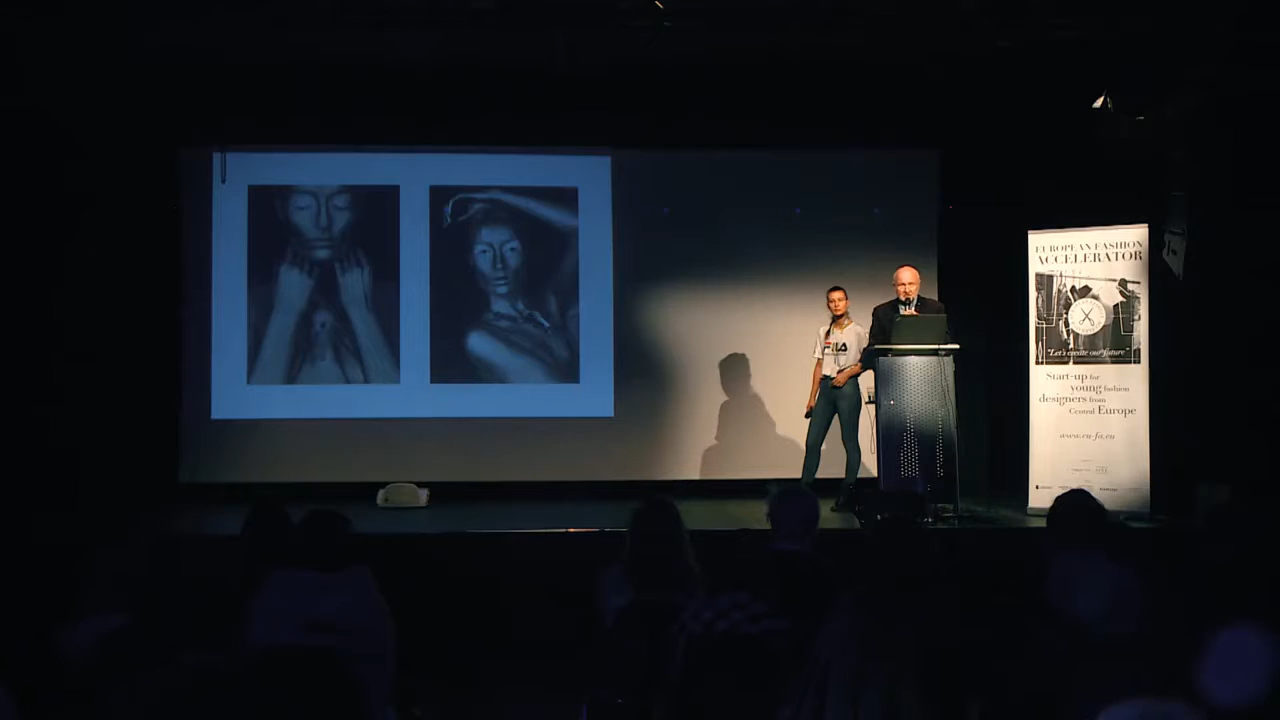 FILA
EUROPEAN FASHION
ACCELERATOR
"Let's create our future"
Start-up for
young fashion
designers from
Central Europe
www.eu-fa.eu